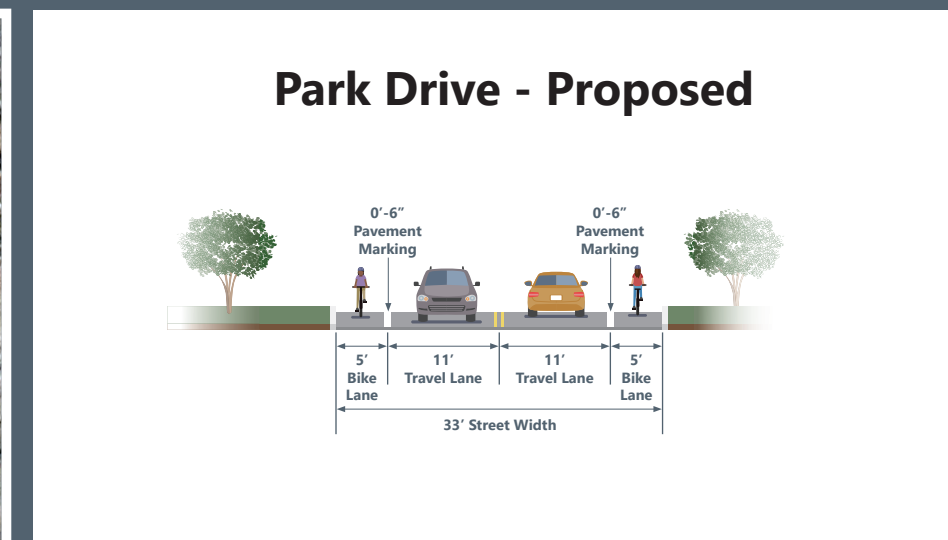 Park Drive - Proposed
0’-6”
Pavement
Marking
0’-6”
Pavement
Marking
5’
Bike
Lane
11’
Travel Lane
11’
Travel Lane
5’
Bike
Lane
33’ Street Width